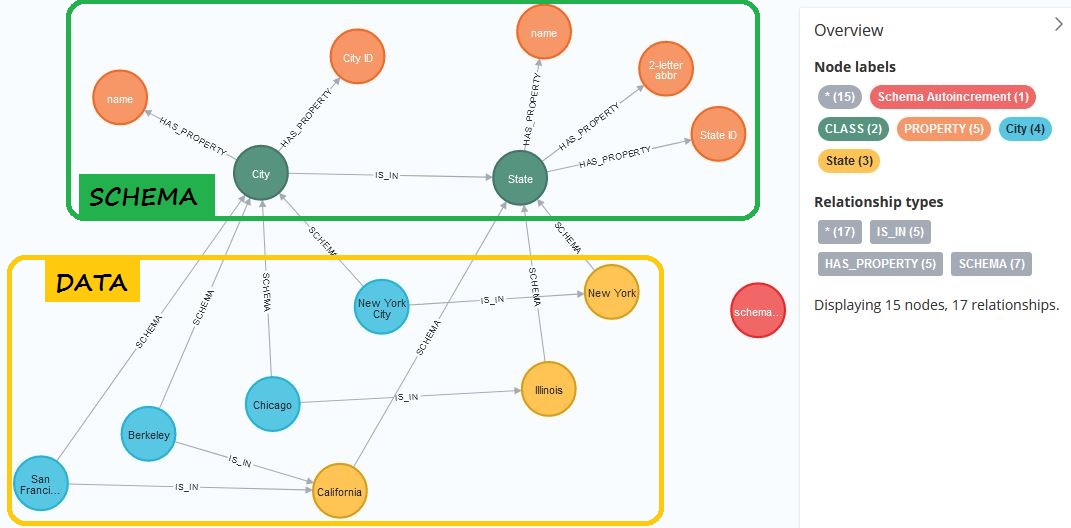 name
City ID
name
2-letter
abbr
State ID
HAS_PROPERTY
HAS_PROPERTY
HAS_PROPERTY
HAS_PROPERTY
HAS_PROPERTY
City
IS_IN
State
SCHEMA
SCHEMA
SCHEMA
SCHEMA
SCHEMA
SCHEMA
SCHEMA
SCHEMA
DATA
New York
City
IS_IN
New York
schema...
Chicago
IS_IN
Illinois
Berkeley
IS_IN
San
Franci...
IS_IN
California
Overview
Node labels
* (15)
Schema Autoincrement (1)
CLASS (2)
PROPERTY (5)
City (4)
State (3)
Relationship types
* (17)
IS_IN (5)
HAS_PROPERTY (5)
SCHEMA (7)
Displaying 15 nodes, 17 relationships.